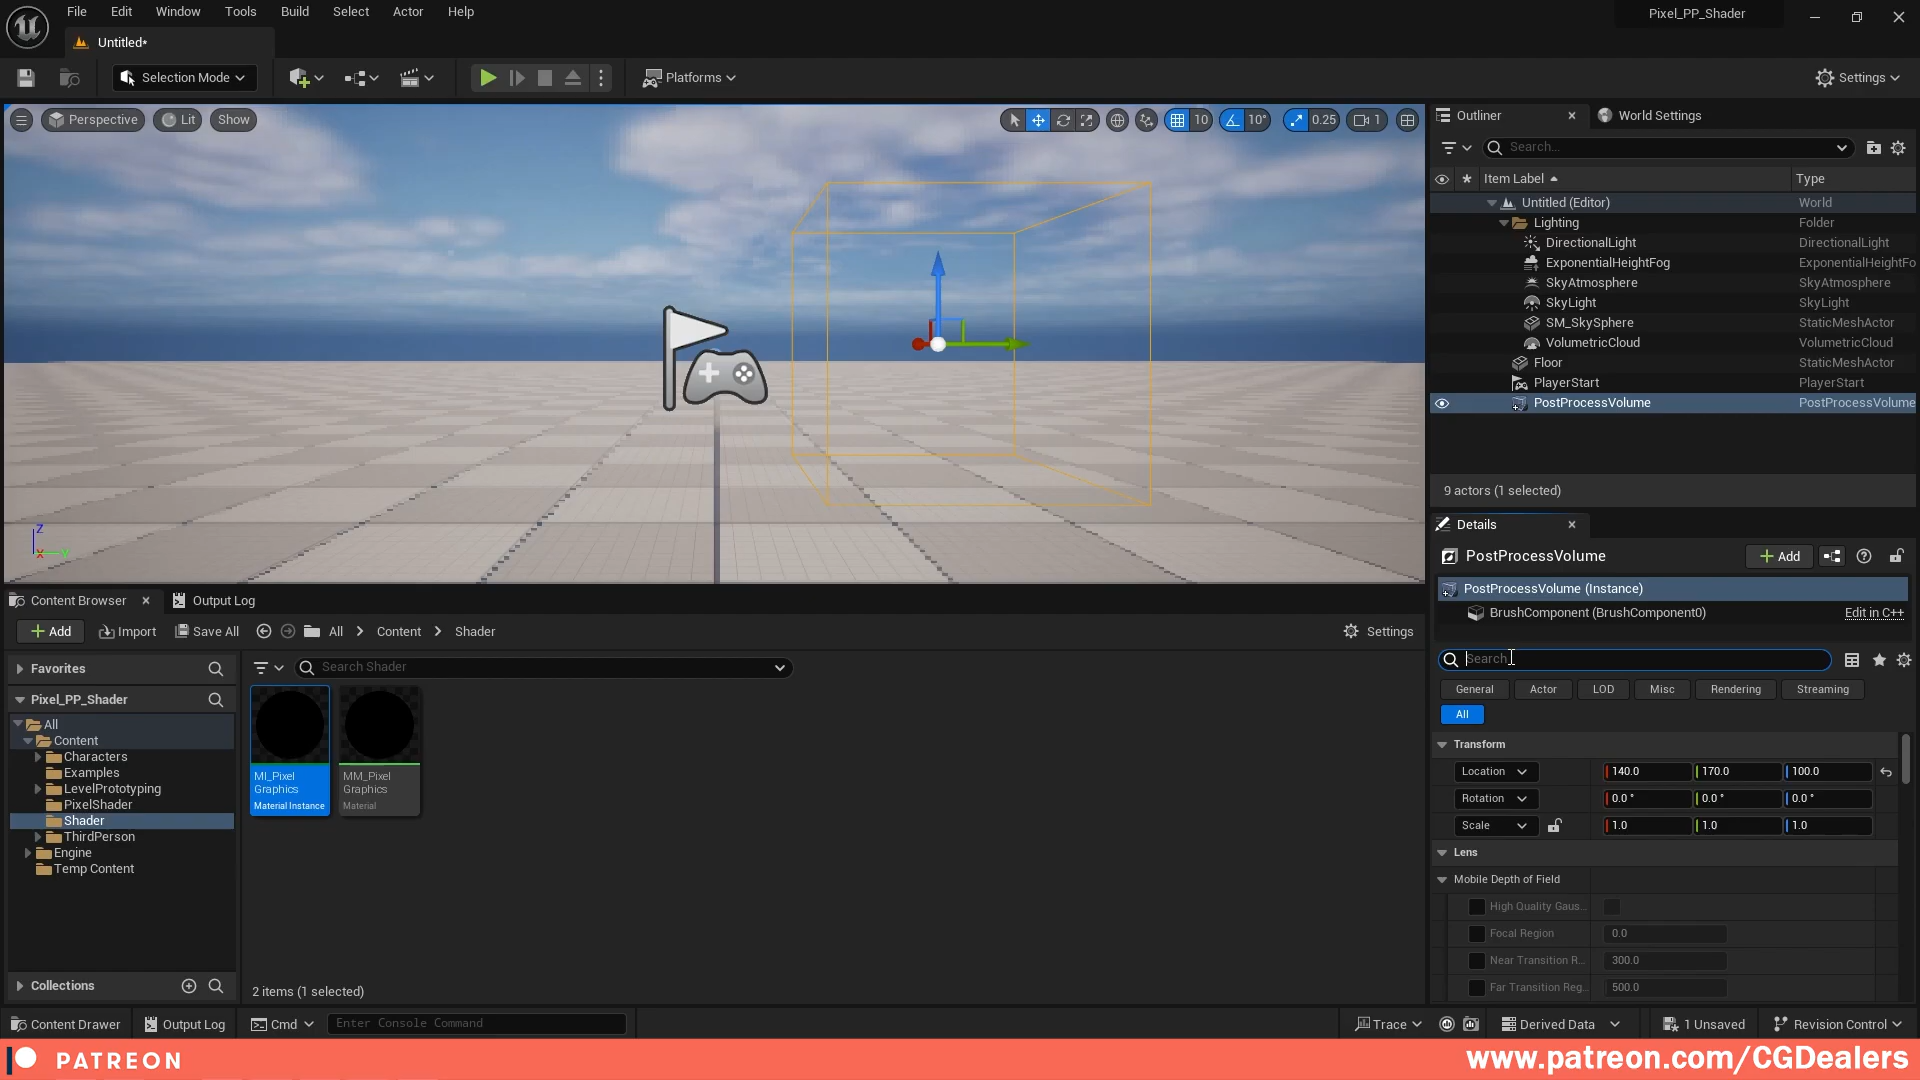 File Edit Window Tools Build Select Actor Help
Pixel_PP_Shader
Untitled*
Selection Mode
Platforms
Settings
Perspective Lit Show
10 10° 0.25 1
Outliner World Settings
Search...
Item Label Type
Untitled (Editor) World
Lighting Folder
DirectionalLight DirectionalLight
ExponentialHeightFog ExponentialHeightFo
SkyAtmosphere SkyAtmosphere
SkyLight SkyLight
SM_SkySphere StaticMeshActor
VolumetricCloud VolumetricCloud
Floor StaticMeshActor
PlayerStart PlayerStart
PostProcessVolume PostProcessVolume
9 actors (1 selected)
Z
X Y
Details
PostProcessVolume
Add
PostProcessVolume (Instance)
BrushComponent (BrushComponent0) Edit in C++
Search
General Actor LOD Misc Rendering Streaming
All
Transform
Location 140.0 170.0 100.0
Rotation 0.0 ° 0.0 ° 0.0 °
Scale 1.0 1.0 1.0
Lens
Mobile Depth of Field
High Quality Gaus...
Focal Region 0.0
Near Transition R... 300.0
Far Transition Reg... 500.0
Content Browser Output Log
Add Import Save All All Content Shader Settings
Favorites
Search Shader
Pixel_PP_Shader
All
Content
Characters
Examples
LevelPrototyping
PixelShader
Shader
ThirdPerson
Engine
Temp Content
Collections
MI_Pixel
Graphics
Material Instance
MM_Pixel
Graphics
Material
2 items (1 selected)
Content Drawer Output Log Cmd Enter Console Command Trace Derived Data 1 Unsaved Revision Control
PATREON www.patreon.com/CGDealers